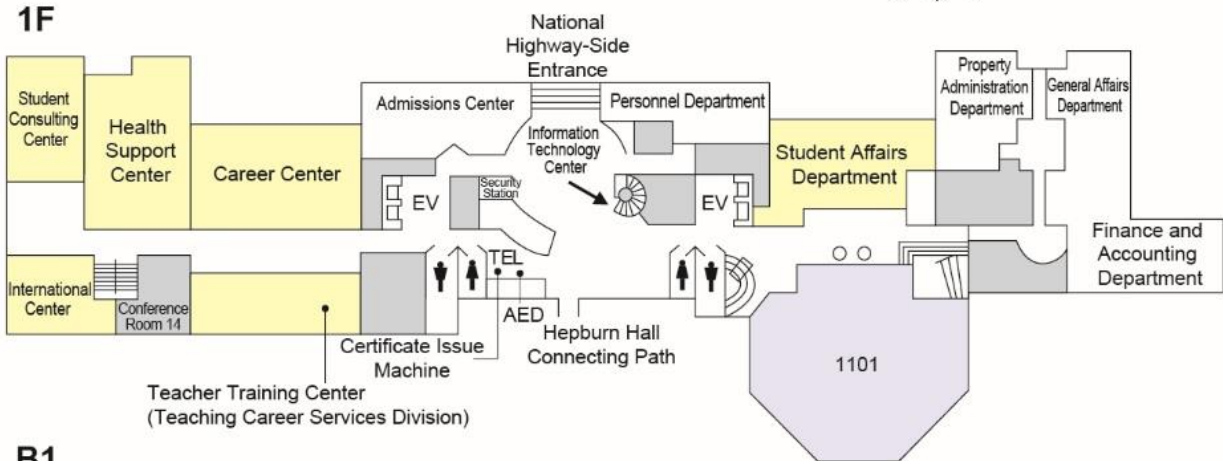 1F
National
Highway-Side
Entrance
Student
Consulting
Center
Health
Support
Center
Career Center
Admissions Center
Personnel Department
Information
Technology
Center
Security
Station
EV
EV
Student Affairs
Department
Property
Administration
Department
General Affairs
Department
Finance and
Accounting
Department
International
Center
Conference
Room 14
TEL
AED
Certificate Issue
Machine
Hepburn Hall
Connecting Path
1101
Teacher Training Center
(Teaching Career Services Division)
B1